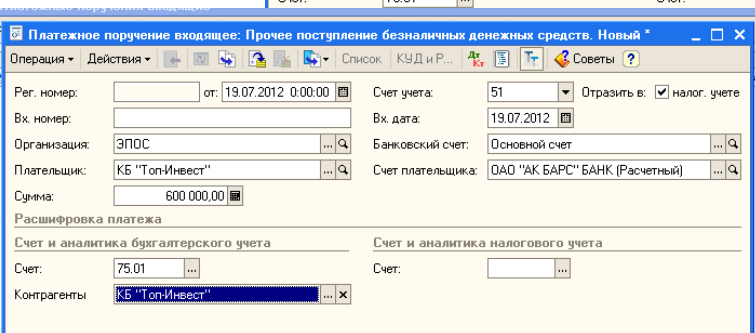 Платежное поручение входящее: Прочее поступление безналичных денежных средств. Новый *
Операция Действия Список КУДиР... Дт Кт Советы ?
Рег. номер: от: 19.07.2012 0:00:00 Счет учета: 51 Отразить в: налог. учете
Вх. номер: Вх. дата: 19.07.2012
Организация: ЭПОС ... Банковский счет: Основной счет ...
Плательщик: КБ "Топ-Инвест" ... Счет плательщика: ОАО "АК БАРС" БАНК (Расчетный) ...
Сумма: 600 000,00
Расшифровка платежа
Счет и аналитика бухгалтерского учета Счет и аналитика налогового учета
Счет: 75.01 ... Счет: ...
Контрагенты КБ "Топ-Инвест" ... x